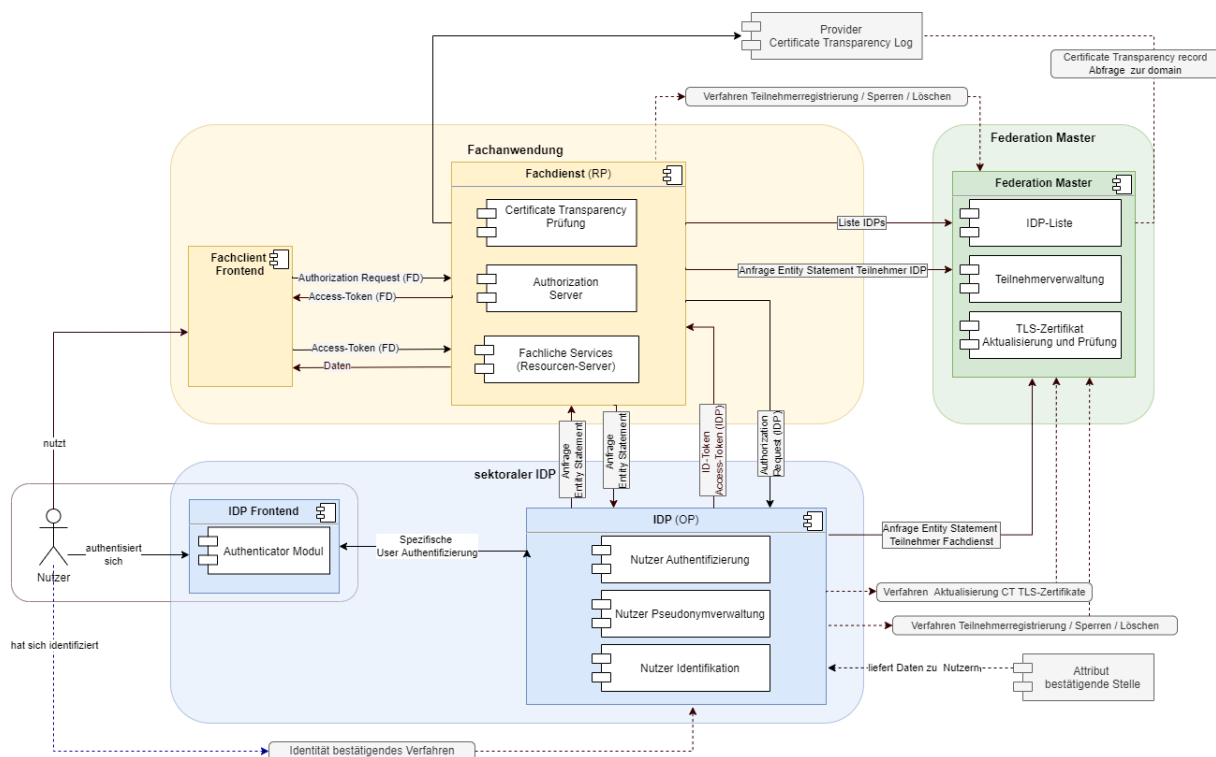 Provider
Certificate Transparency Log
Certificate Transparency record
Abfrage zur domain
Verfahren Teilnehmerregistrierung / Sperren / Löschen
Fachanwendung
Fachdienst (RP)
Certificate Transparency
Prüfung
Authorization
Server
Fachliche Services
(Resourcen-Server)
Federation Master
Federation Master
IDP-Liste
Teilnehmerverwaltung
TLS-Zertifikat
Aktualisierung und Prüfung
Liste IDPs
Anfrage Entity Statement Teilnehmer IDP
Fachclient
Frontend
Authorization Request (FD)
Access-Token (FD)
Access-Token (FD)
Daten
nutzt
Anfrage
Entity Statement
Anfrage
Entity Statement
ID-Token
Access-Token (IDP)
Authorization
Request (IDP)
sektoraler IDP
IDP Frontend
Authenticator Modul
Nutzer
authentisiert
sich
Spezifische
User Authentifizierung
IDP (OP)
Nutzer Authentifizierung
Nutzer Pseudonymverwaltung
Nutzer Identifikation
Anfrage Entity Statement
Teilnehmer Fachdienst
Verfahren Aktualisierung CT TLS-Zertifikate
Verfahren Teilnehmerregistrierung / Sperren / Löschen
liefert Daten zu Nutzern
Attribut
bestätigende Stelle
hat sich identifiziert
Identität bestätigendes Verfahren